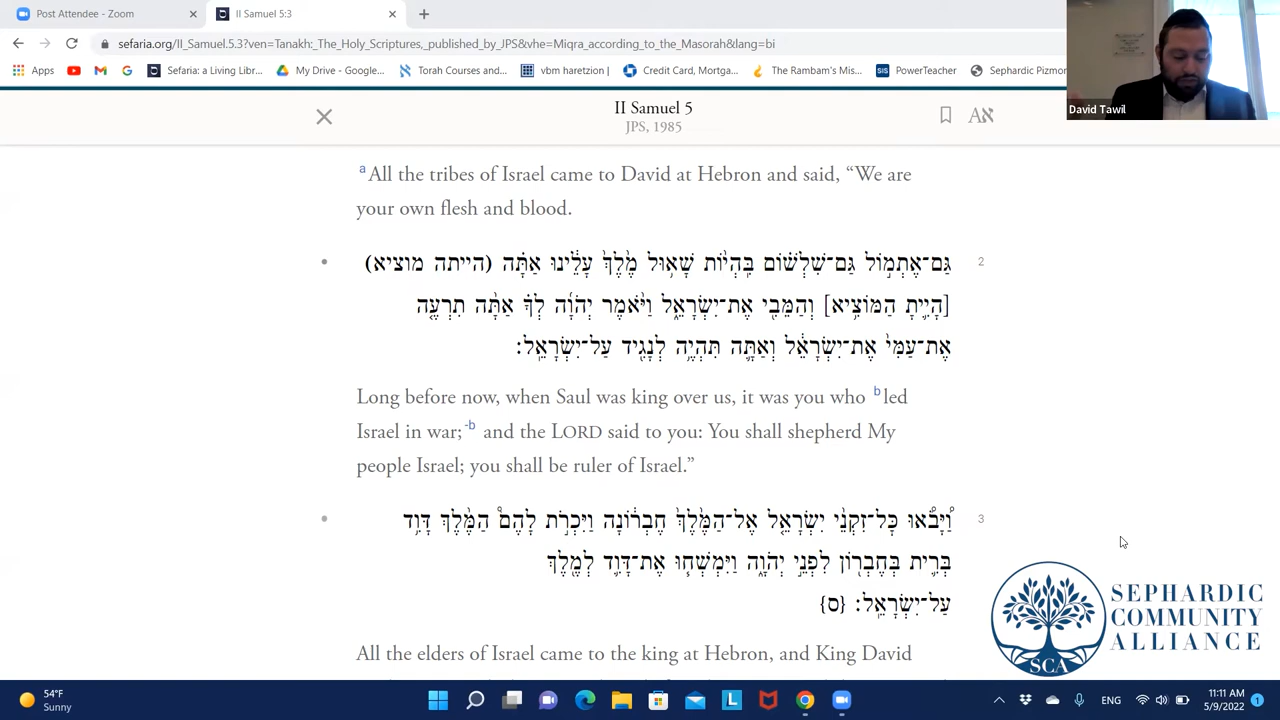 Post Attendee - Zoom
II Samuel 5:3
sefaria.org/II_Samuel.5.3?ven=Tanakh:_The_Holy_Scriptures,_published_by_JPS&vhe=Miqra_according_to_the_Masorah&lang=bi
Apps
Sefaria: a Living Libr...
My Drive - Google...
Torah Courses and...
vbm haretzion
Credit Card, Mortga...
The Rambam's Mis...
SIS
PowerTeacher
Sephardic Pizmon
David Tawil
II Samuel 5
JPS, 1985
Aא
a All the tribes of Israel came to David at Hebron and said, “We are
your own flesh and blood.
2
גַּם־אֶתְמ֣וֹל גַּם־שִׁלְשׁ֗וֹם בִּהְי֨וֹת שָׁא֥וּל מֶ֙לֶךְ֙ עָלֵ֔ינוּ אַתָּ֗ה (הייתה מוציא)
[הָיִ֛יתָ הַמּוֹצִ֥יא] וְהַמֵּבִ֖י אֶת־יִשְׂרָאֵ֑ל וַיֹּ֨אמֶר יְהֹוָ֜ה לְךָ֗ אַתָּ֨ה תִרְעֶ֤ה
אֶת־עַמִּי֙ אֶת־יִשְׂרָאֵ֔ל וְאַתָּ֛ה תִּהְיֶ֥ה לְנָגִ֖יד עַל־יִשְׂרָאֵֽל׃
Long before now, when Saul was king over us, it was you who b led
Israel in war; -b and the LORD said to you: You shall shepherd My
people Israel; you shall be ruler of Israel.”
3
וַ֠יָּבֹ֠אוּ כׇּל־זִקְנֵ֨י יִשְׂרָאֵ֤ל אֶל־הַמֶּ֙לֶךְ֙ חֶבְר֔וֹנָה וַיִּכְרֹ֣ת לָהֶם֩ הַמֶּ֨לֶךְ דָּוִ֥ד
בְּרִ֛ית בְּחֶבְר֖וֹן לִפְנֵ֣י יְהֹוָ֑ה וַיִּמְשְׁח֧וּ אֶת־דָּוִ֛ד לְמֶ֖לֶךְ
עַל־יִשְׂרָאֵֽל׃ {ס}
All the elders of Israel came to the king at Hebron, and King David
SEPHARDIC
COMMUNITY
ALLIANCE
SCA
54°F
Sunny
ENG
11:11 AM
5/9/2022
1